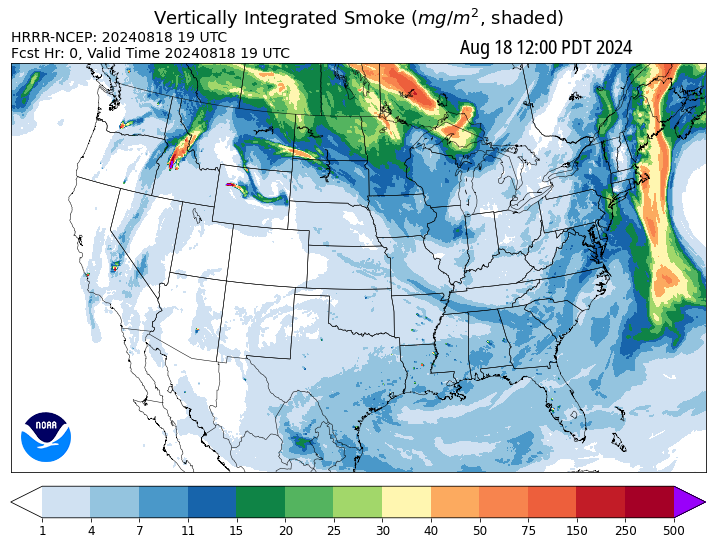 Vertically Integrated Smoke (mg/m², shaded)
HRRR-NCEP: 20240818 19 UTC
Fcst Hr: 0, Valid Time 20240818 19 UTC
Aug 18 12:00 PDT 2024
NOAA
1 4 7 11 15 20 25 30 40 50 75 150 250 500